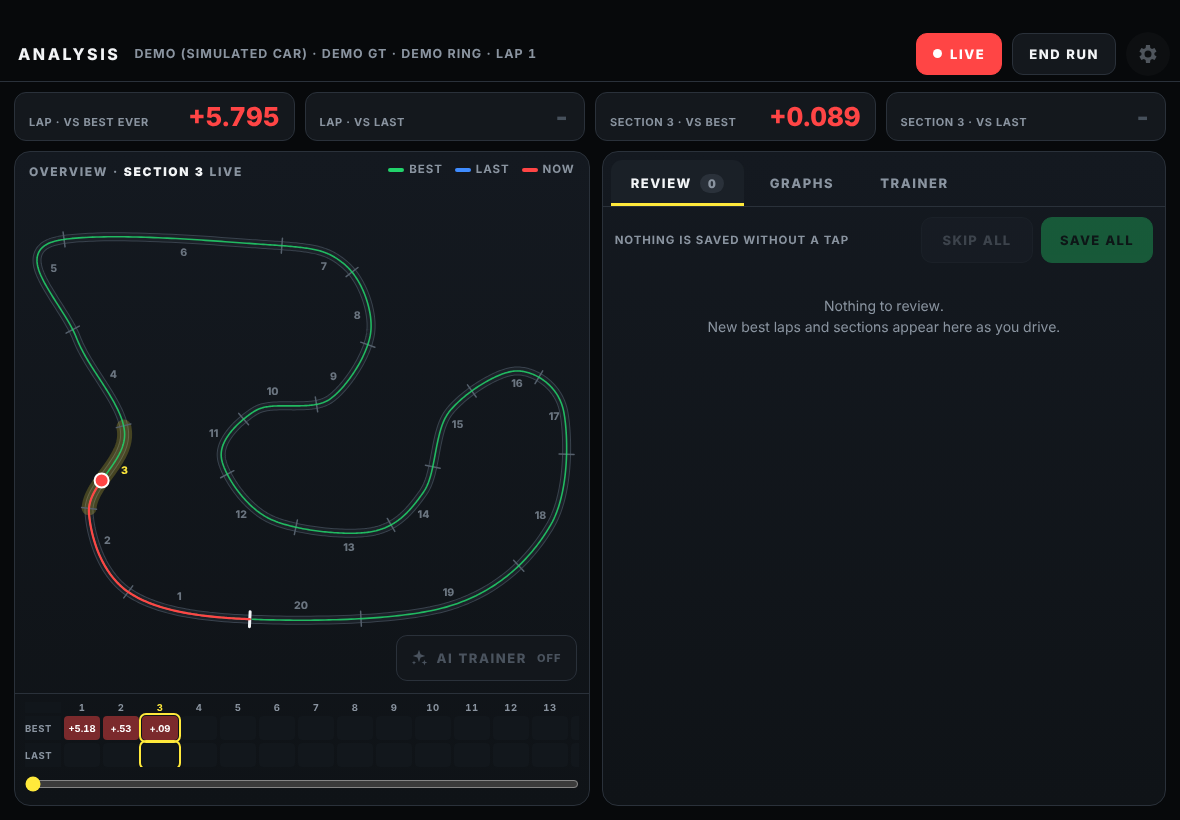 ANALYSIS DEMO (SIMULATED CAR) · DEMO GT · DEMO RING · LAP 1
LIVE
END RUN
LAP · VS BEST EVER +5.795
LAP · VS LAST –
SECTION 3 · VS BEST +0.089
SECTION 3 · VS LAST –
OVERVIEW · SECTION 3 LIVE
BEST LAST NOW
5
6
7
8
4
9
10
16
17
11
15
3
12
14
18
2
13
1
20
19
AI TRAINER OFF
1 2 3 4 5 6 7 8 9 10 11 12 13
BEST +5.18 +.53 +.09
LAST
REVIEW 0 GRAPHS TRAINER
NOTHING IS SAVED WITHOUT A TAP
SKIP ALL
SAVE ALL
Nothing to review.
New best laps and sections appear here as you drive.